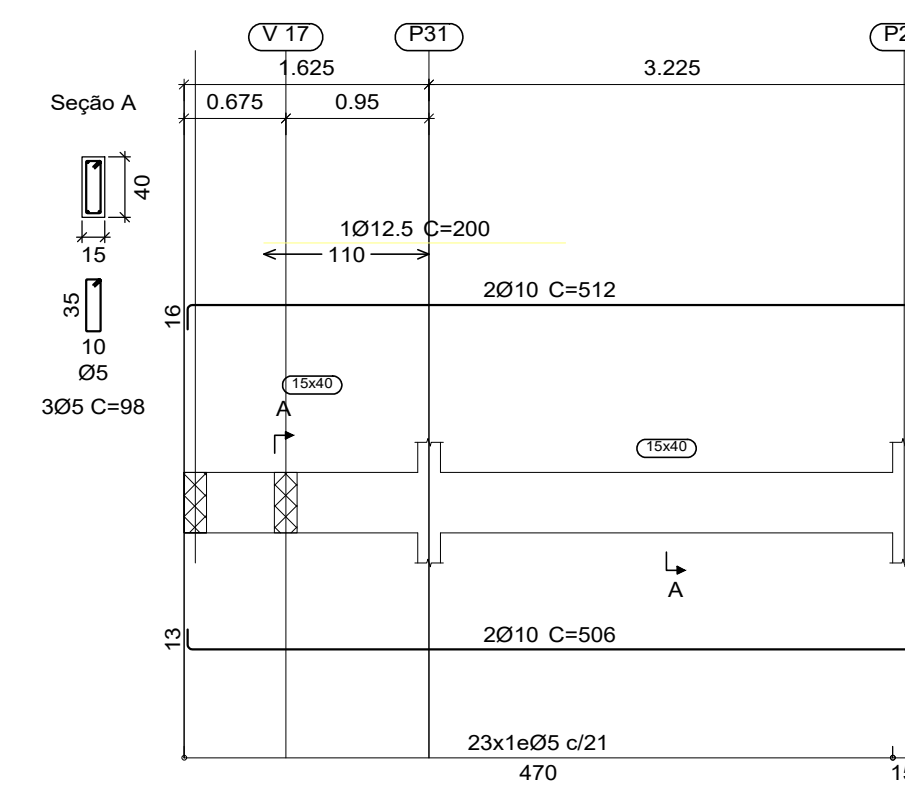 V 17
P31
1.625
3.225
Seção A
0.675
0.95
40
15
1Ø12.5 C=200
110
2Ø10 C=512
16
35
10
Ø5
3Ø5 C=98
15x40
A
15x40
A
13
2Ø10 C=506
23x1eØ5 c/21
470